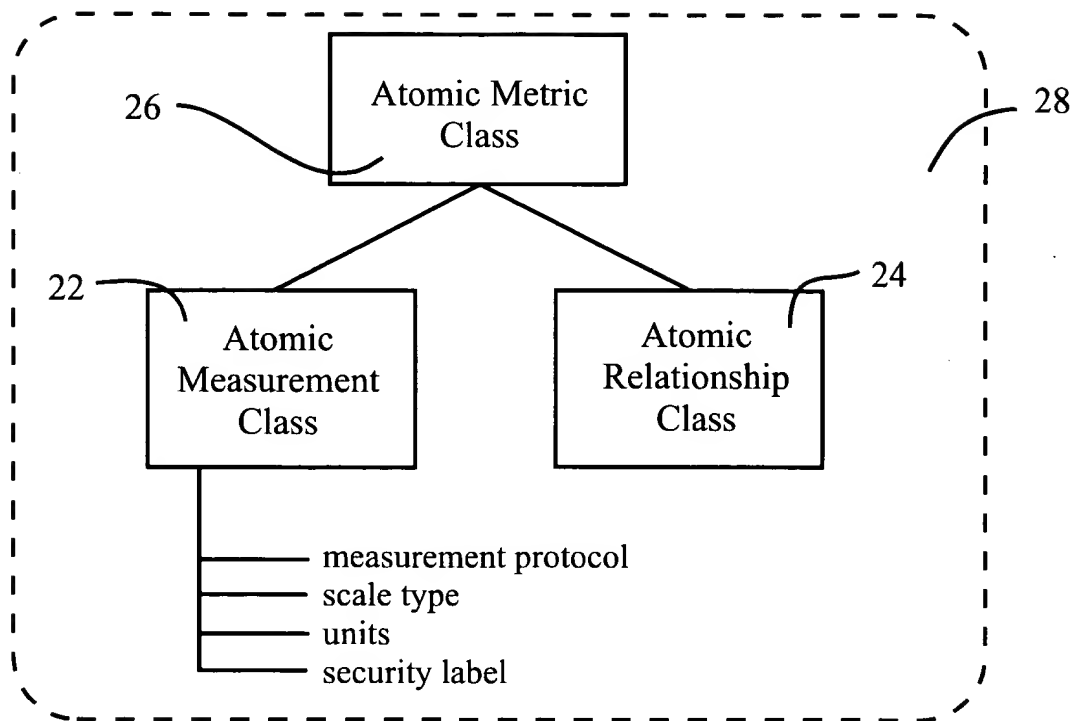 Atomic Metric
Class
26
28
22
24
Atomic
Measurement
Class
Atomic
Relationship
Class
measurement protocol
scale type
units
security label